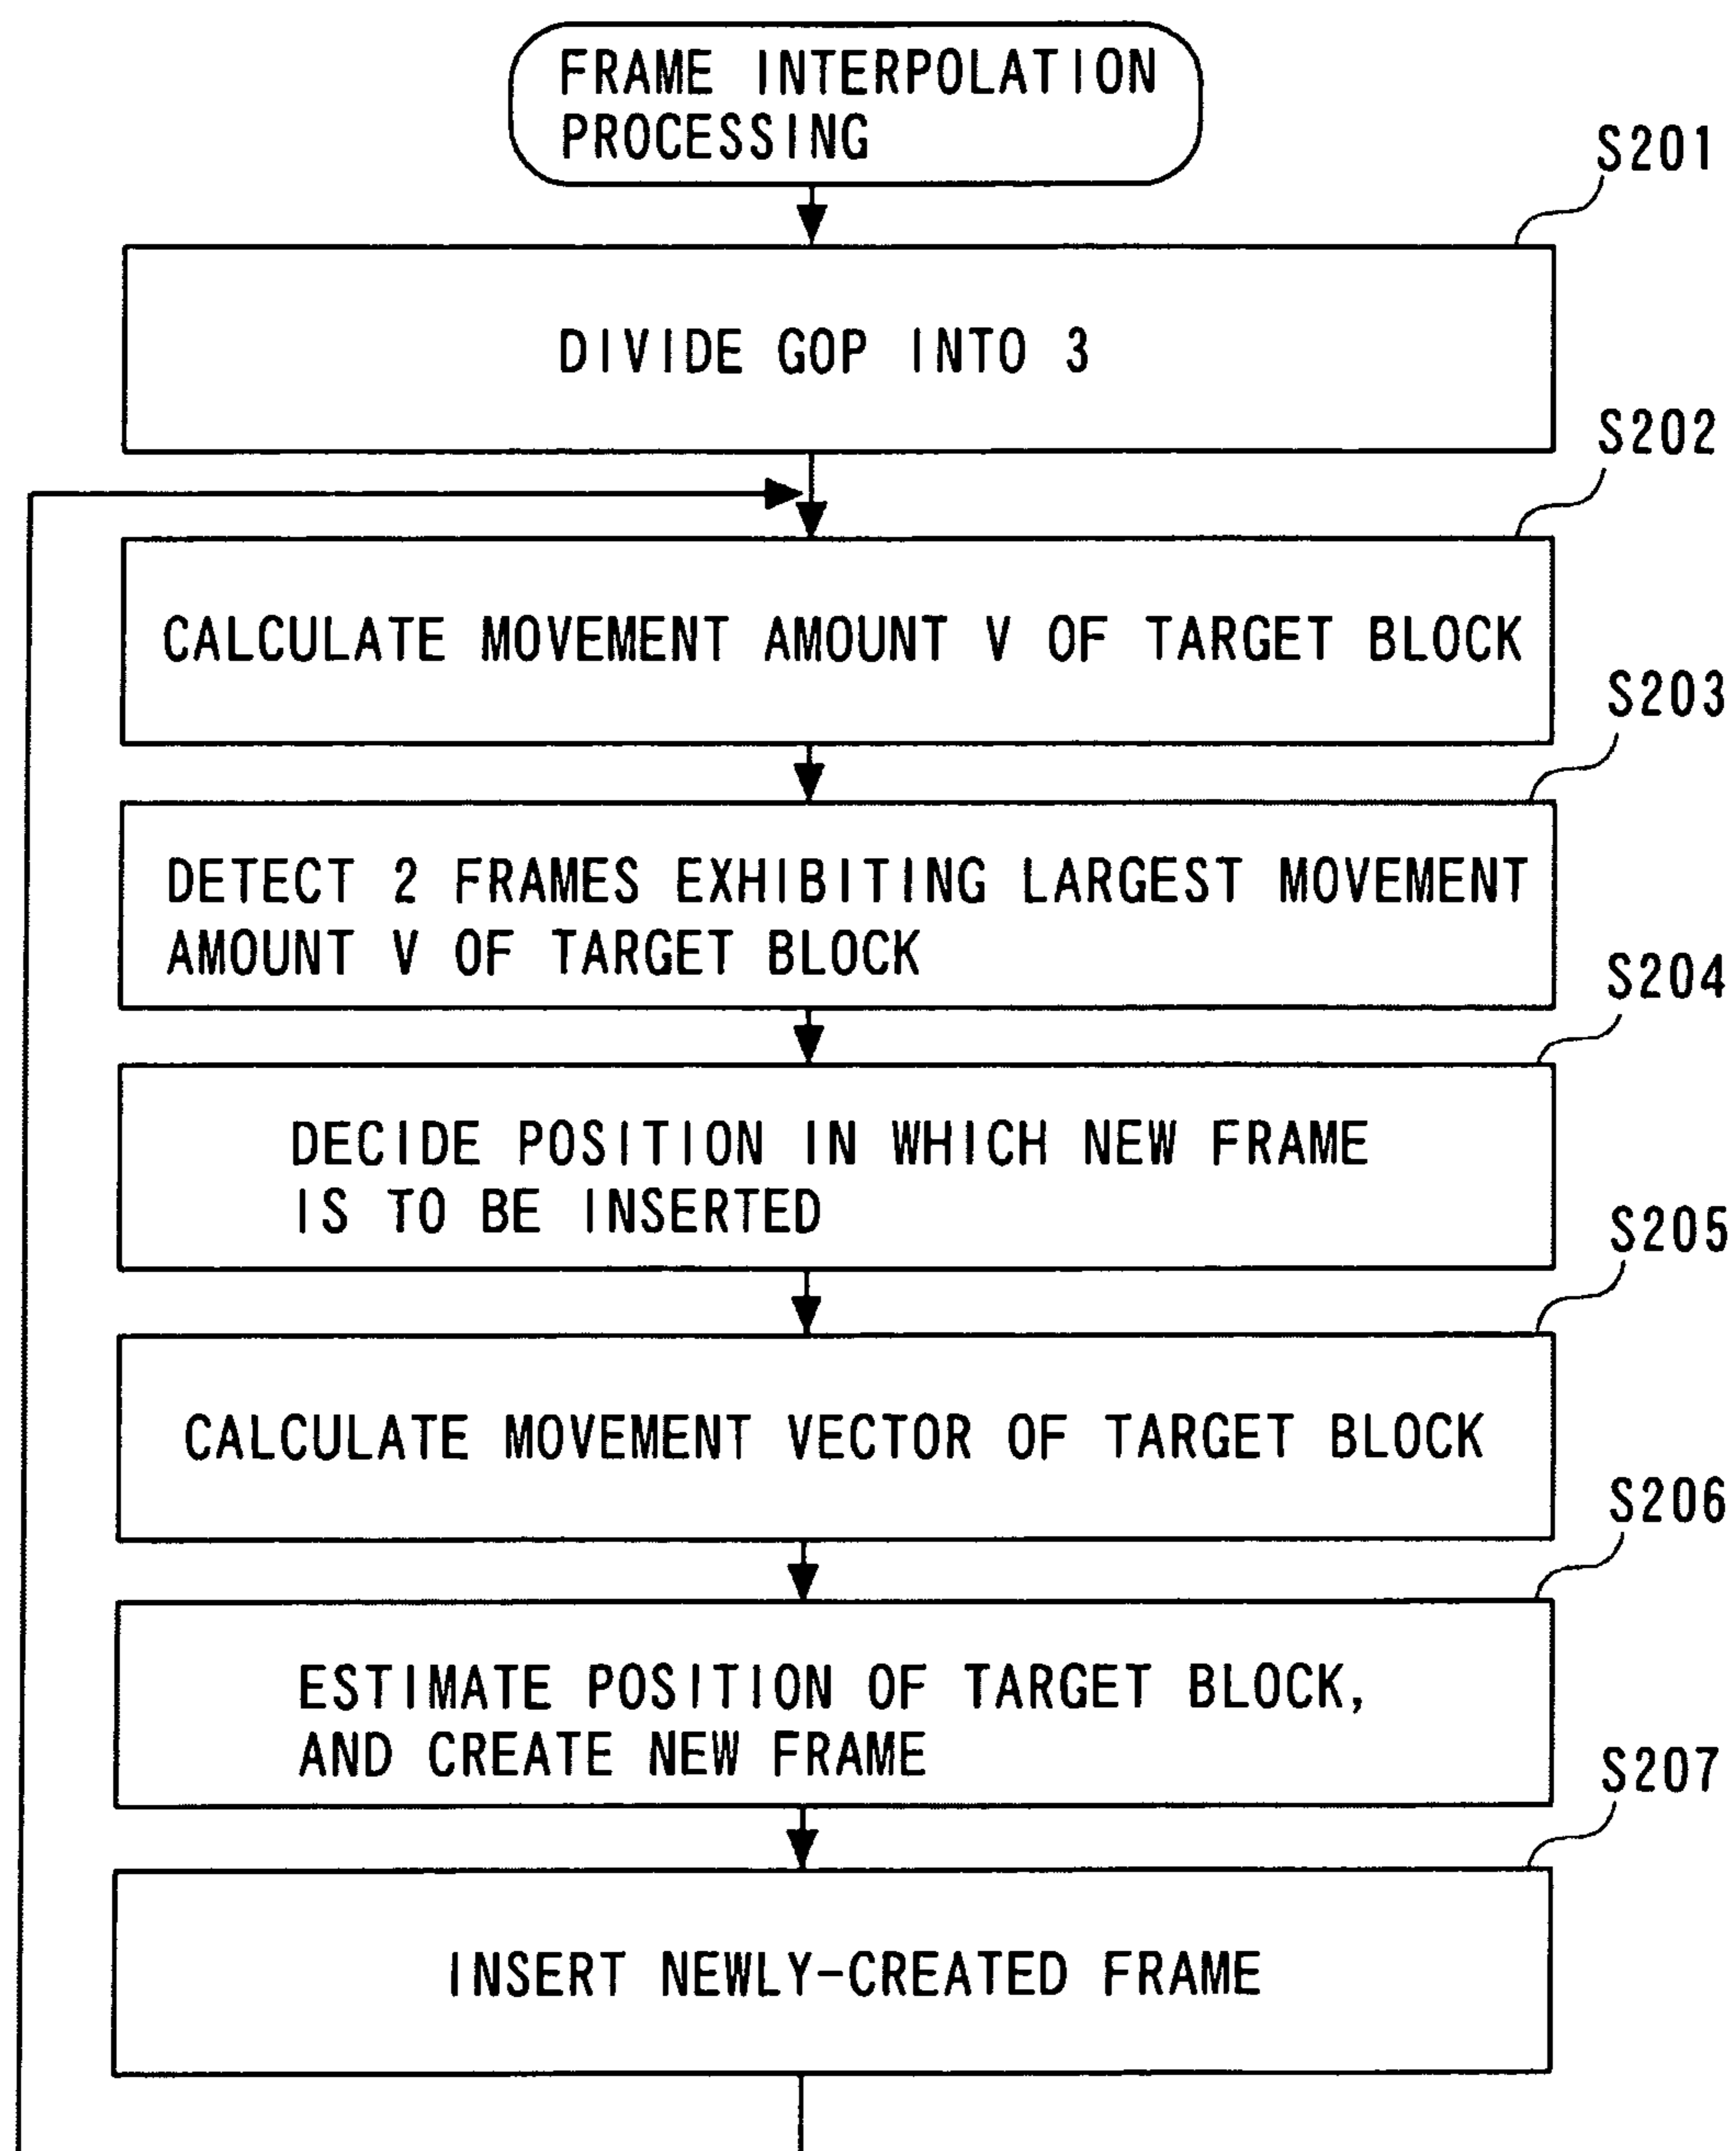 FRAME INTERPOLATION
PROCESSING
S201
DIVIDE GOP INTO 3
S202
CALCULATE MOVEMENT AMOUNT V OF TARGET BLOCK
S203
DETECT 2 FRAMES EXHIBITING LARGEST MOVEMENT
AMOUNT V OF TARGET BLOCK
S204
DECIDE POSITION IN WHICH NEW FRAME
IS TO BE INSERTED
S205
CALCULATE MOVEMENT VECTOR OF TARGET BLOCK
S206
ESTIMATE POSITION OF TARGET BLOCK,
AND CREATE NEW FRAME
S207
INSERT NEWLY-CREATED FRAME